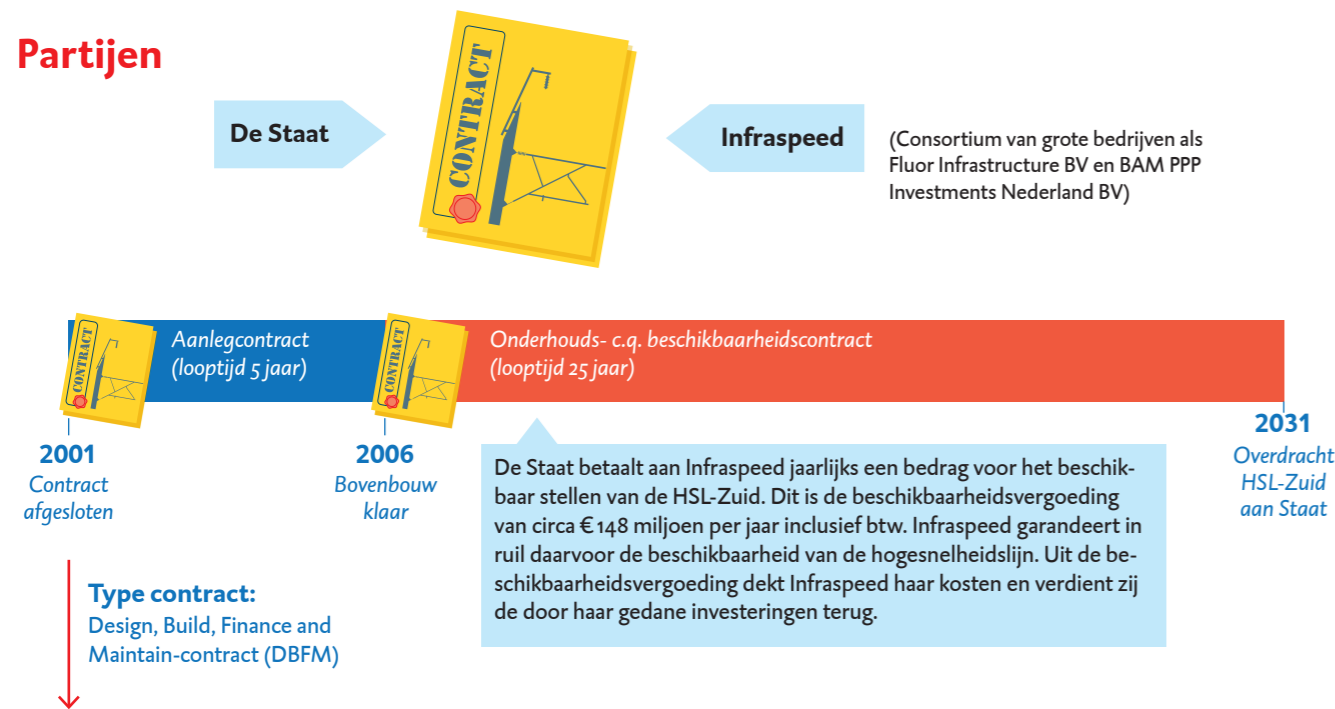 Partijen
De Staat
CONTRACT
Infraspeed
(Consortium van grote bedrijven als
Fluor Infrastructure BV en BAM PPP
Investments Nederland BV)
CONTRACT
Aanlegcontract
(looptijd 5 jaar)
CONTRACT
Onderhouds- c.q. beschikbaarheidscontract
(looptijd 25 jaar)
2001
Contract
afgesloten
2006
Bovenbouw
klaar
2031
Overdracht
HSL-Zuid
aan Staat
De Staat betaalt aan Infraspeed jaarlijks een bedrag voor het beschik-
baar stellen van de HSL-Zuid. Dit is de beschikbaarheidsvergoeding
van circa € 148 miljoen per jaar inclusief btw. Infraspeed garandeert in
ruil daarvoor de beschikbaarheid van de hogesnelheidslijn. Uit de be-
schikbaarheidsvergoeding dekt Infraspeed haar kosten en verdient zij
de door haar gedane investeringen terug.
Type contract:
Design, Build, Finance and
Maintain-contract (DBFM)